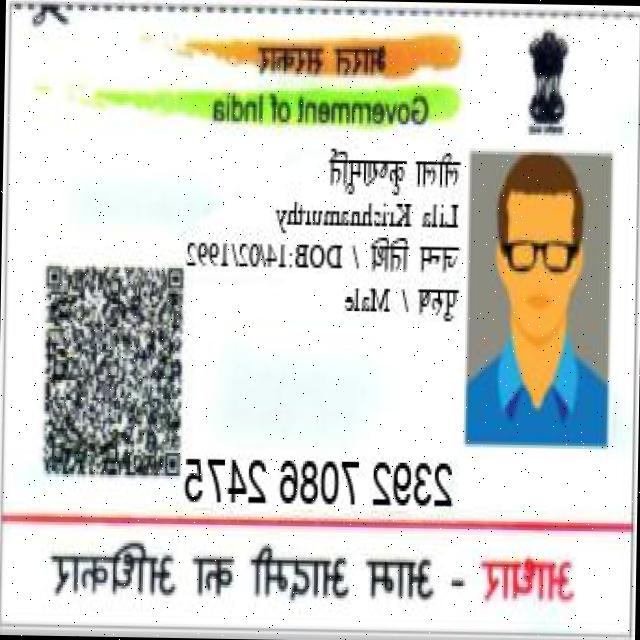 भारत सरकार
Government of India
लीला कृष्णामूर्ति
Lila Krishnamurthy
जन्म तिथि / DOB:14/02/1992
पुरुष / Male
2392 7086 2475
आधार - आम आदमी का अधिकार